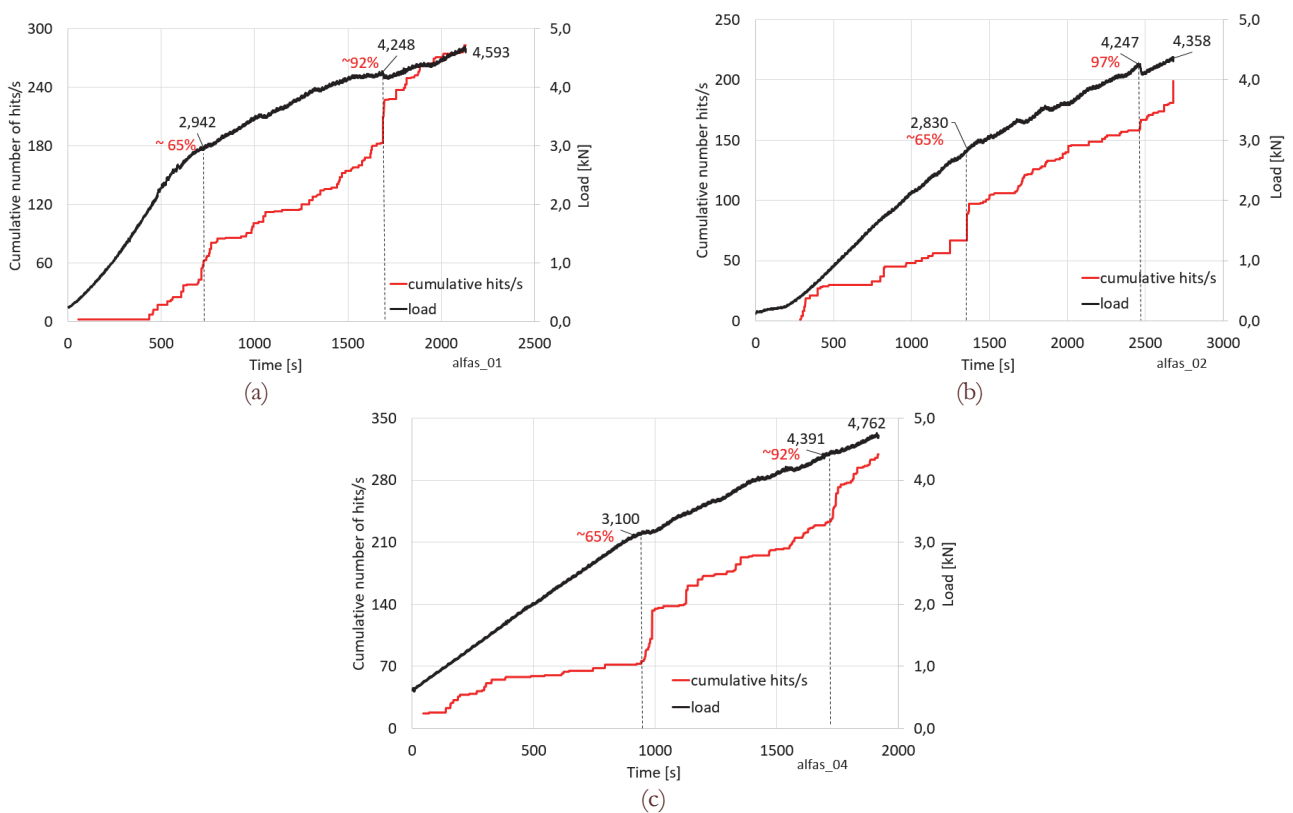 300
240
180
120
60
0
5,0
4,0
3,0
2,0
1,0
0,0
0 500 1000 1500 2000 2500
Cumulative number of hits/s
Load [kN]
Time [s]
alfas_01
2,942
~ 65%
4,248
~92%
4,593
cumulative hits/s
load
(a)
250
200
150
100
50
0
5,0
4,0
3,0
2,0
1,0
0,0
0 500 1000 1500 2000 2500 3000
Cumulative number hits/s
Load [kN]
Time [s]
alfas_02
2,830
~65%
4,247
97%
4,358
cumulative hits/s
load
(b)
350
280
210
140
70
0
5,0
4,0
3,0
2,0
1,0
0,0
0 500 1000 1500 2000
Cumulative number of hits/s
Load [kN]
Time [s]
alfas_04
3,100
~65%
4,391
~92%
4,762
cumulative hits/s
load
(c)